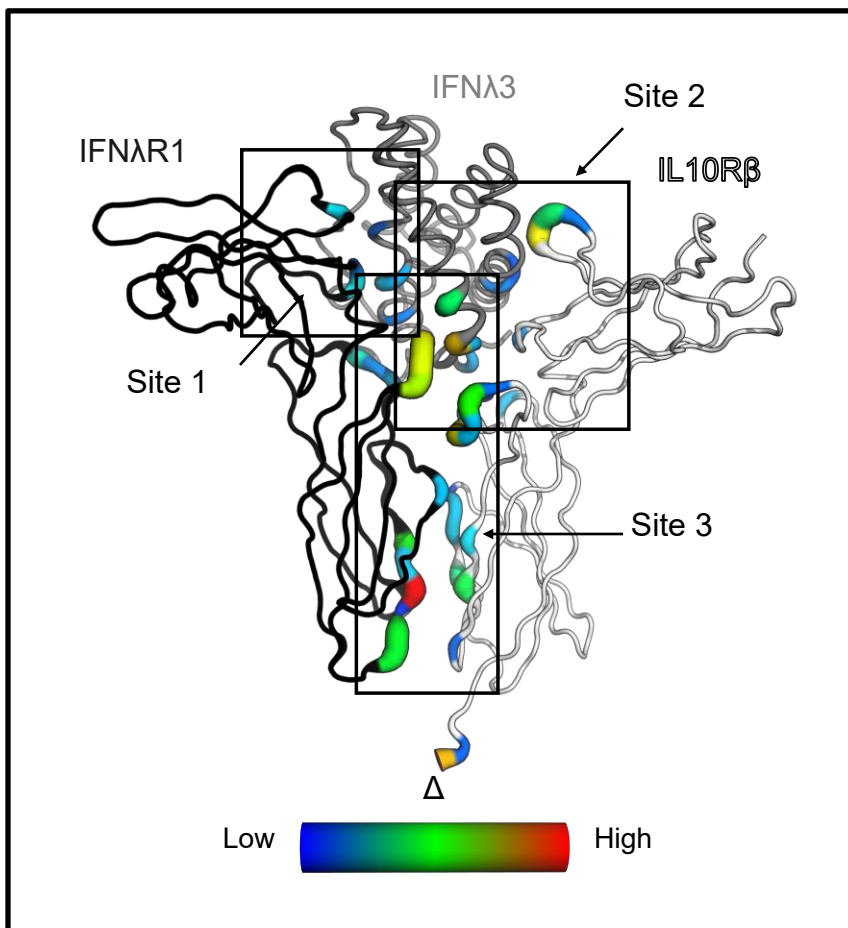 IFNλ3
Site 2
IFNλR1
IL10Rβ
Site 1
Site 3
Δ
Low
High